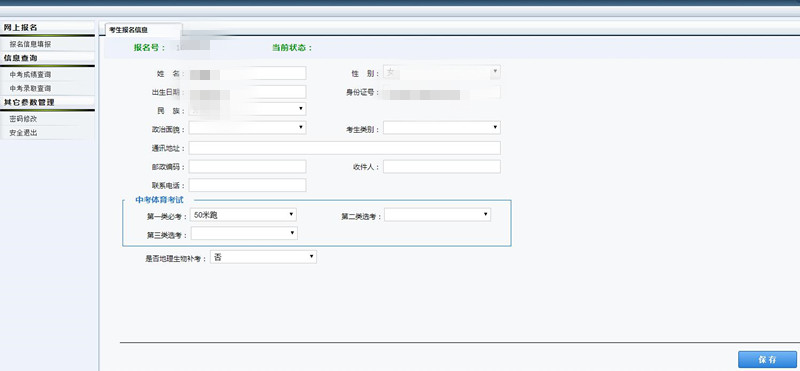 网上报名
报名信息填报
信息查询
中考成绩查询
中考录取查询
其它参数管理
密码修改
安全退出
考生报名信息
报名号： 当前状态：
姓 名： 性 别： 女
出生日期： 身份证号：
民 族：
政治面貌： 考生类别：
通讯地址：
邮政编码： 收件人：
联系电话：
中考体育考试
第一类必考： 50米跑 第二类选考：
第三类选考：
是否地理生物补考： 否
保 存